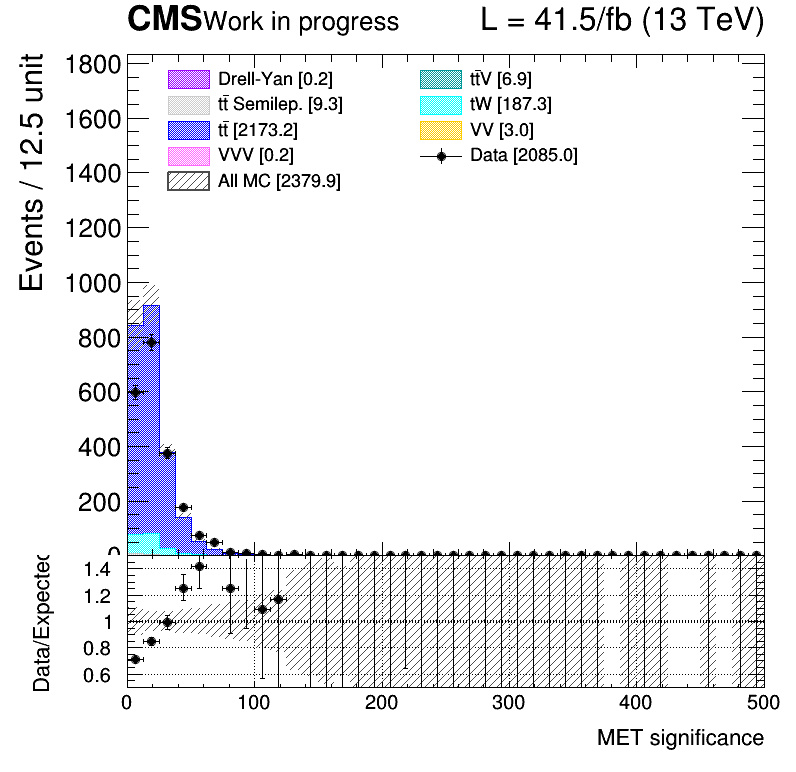 CMS Work in progress L = 41.5/fb (13 TeV)
Events / 12.5 unit
1800
1600
1400
1200
1000
800
600
400
200
0
Drell-Yan [0.2]
tt̄ Semilep. [9.3]
tt̄ [2173.2]
VVV [0.2]
All MC [2379.9]
tt̄V [6.9]
tW [187.3]
VV [3.0]
Data [2085.0]
Data/Expected
1.4
1.2
1
0.8
0.6
0 100 200 300 400 500
MET significance